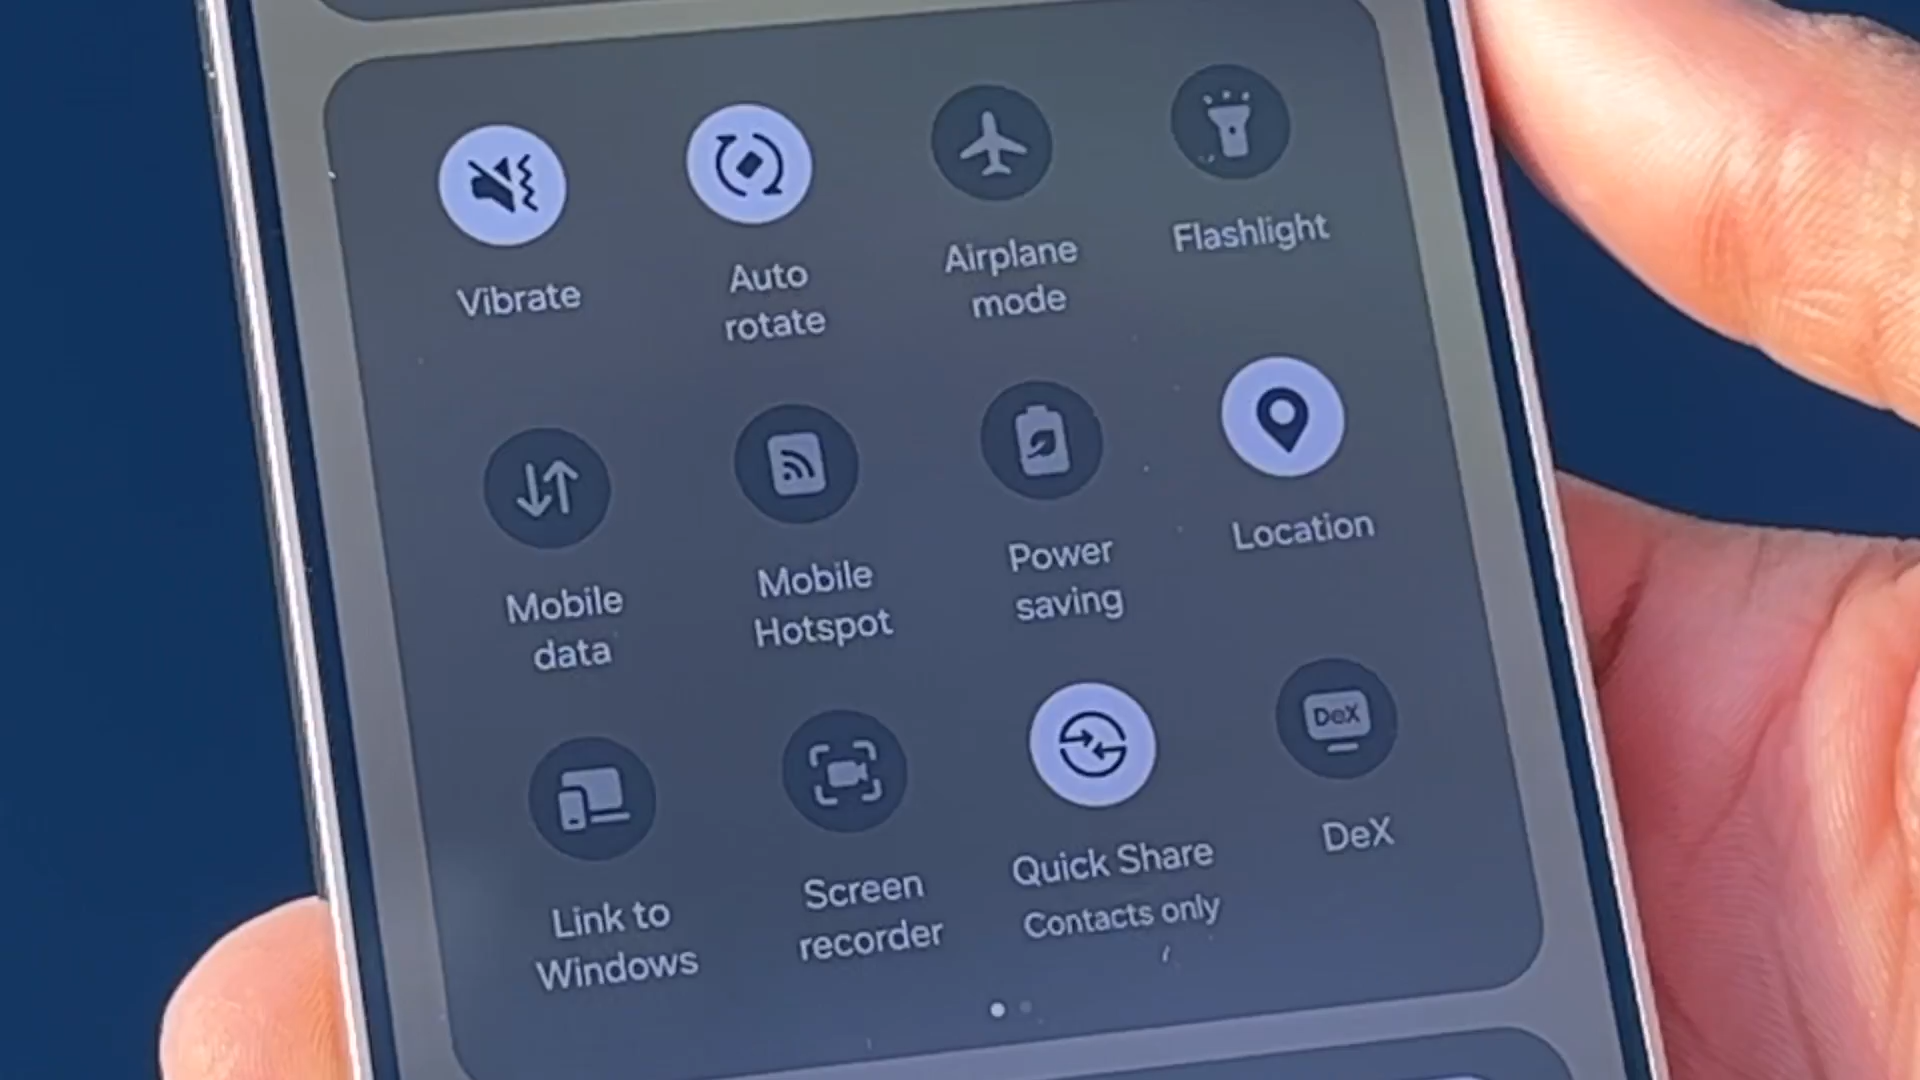 Vibrate
Auto
rotate
Airplane
mode
Flashlight
Mobile
data
Mobile
Hotspot
Power
saving
Location
Link to
Windows
Screen
recorder
Quick Share
Contacts only
DeX
DeX